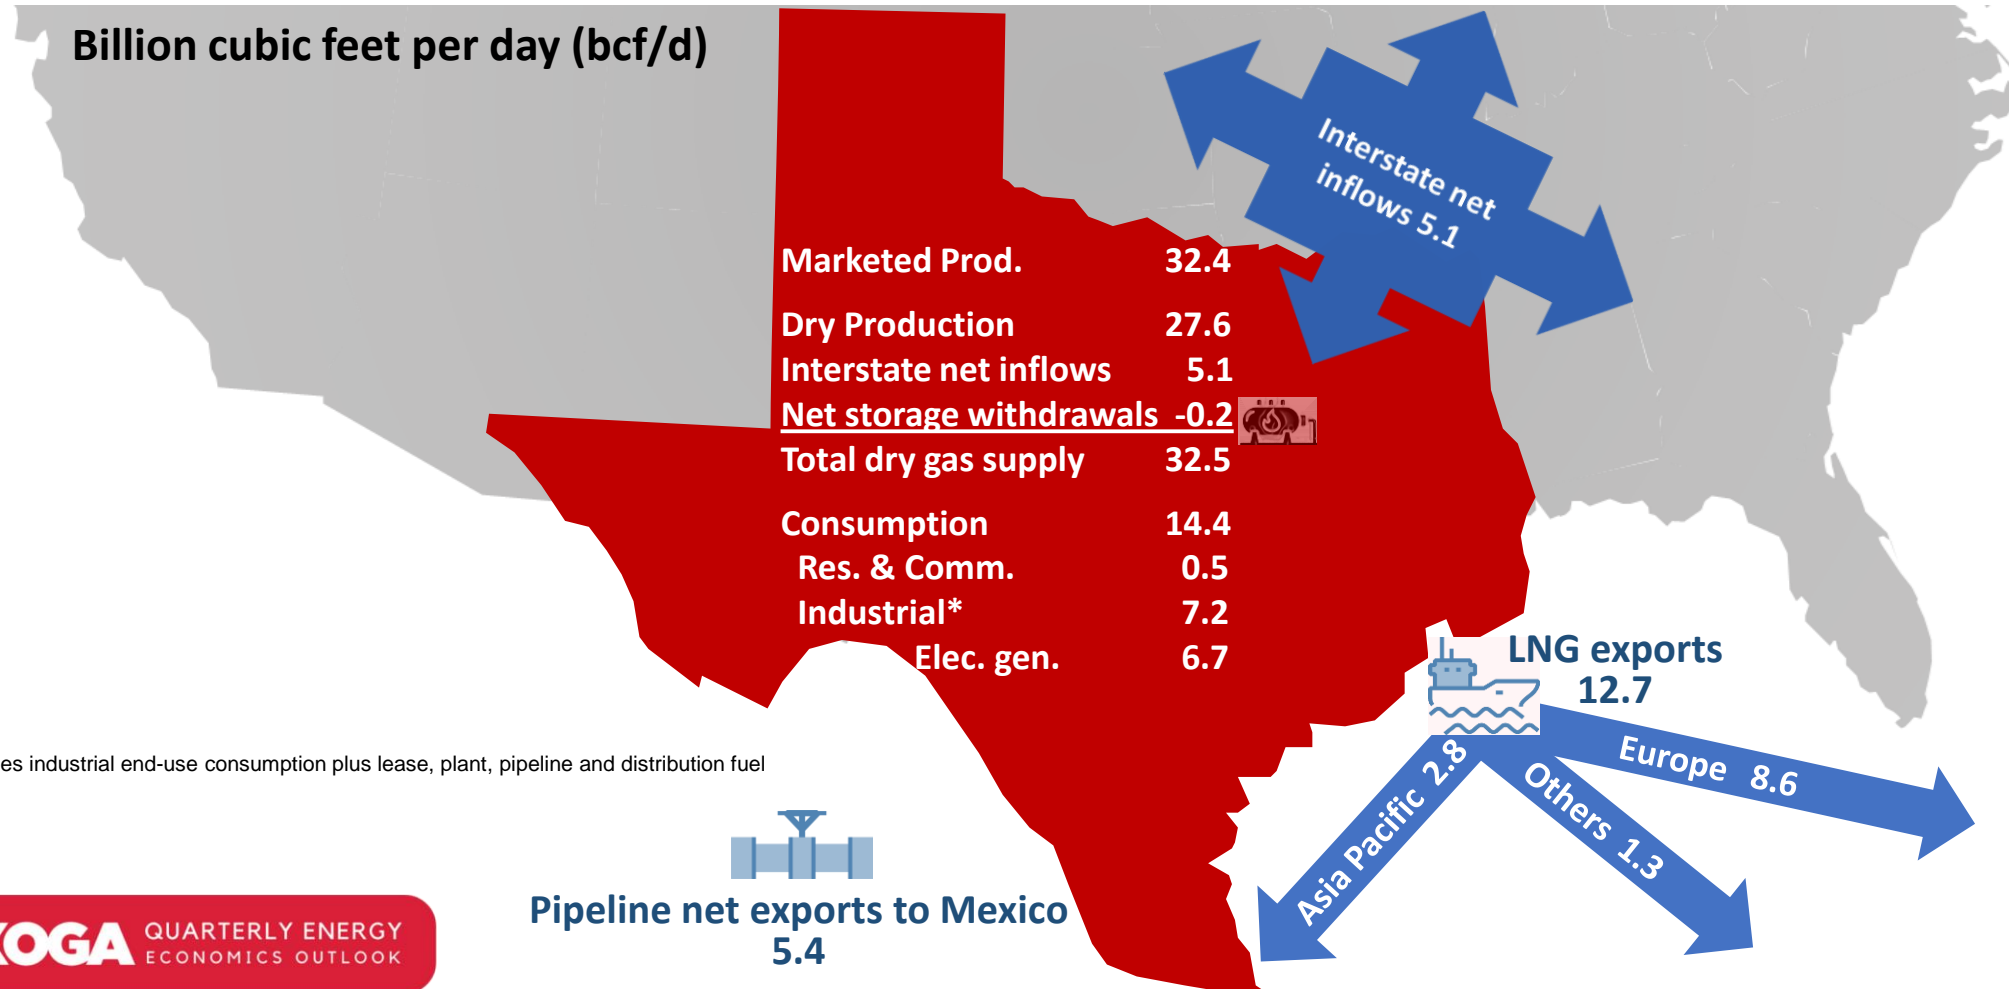 Billion cubic feet per day (bcf/d)
Interstate net
inflows 5.1
Marketed Prod. 32.4
Dry Production 27.6
Interstate net inflows 5.1
Net storage withdrawals -0.2
Total dry gas supply 32.5
Consumption 14.4
Res. & Comm. 0.5
Industrial* 7.2
Elec. gen. 6.7
LNG exports
12.7
Europe 8.6
Others 1.3
Asia Pacific 2.8
es industrial end-use consumption plus lease, plant, pipeline and distribution fuel
Pipeline net exports to Mexico
5.4
XOGA QUARTERLY ENERGY
ECONOMICS OUTLOOK